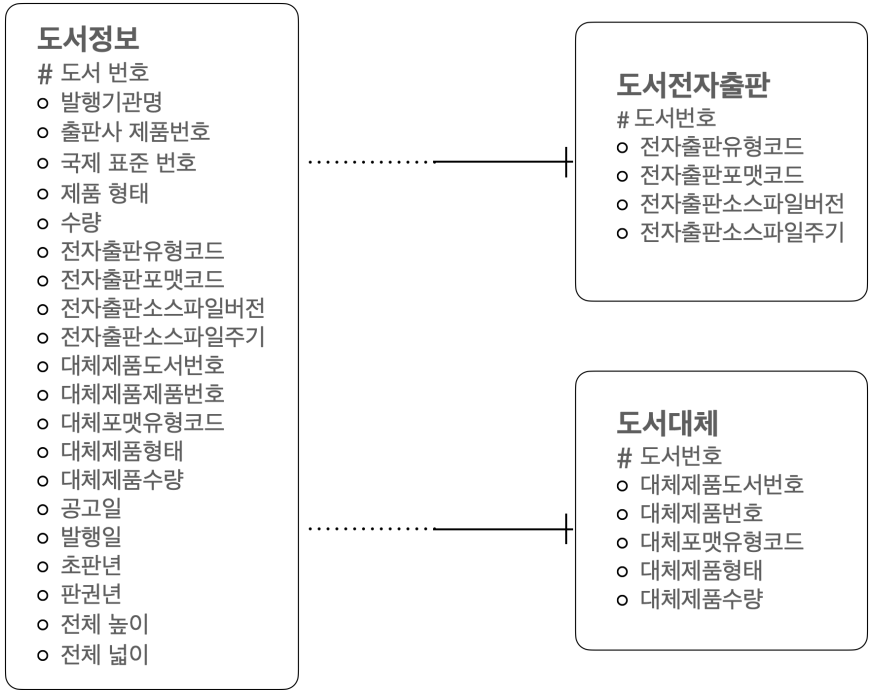 도서정보
# 도서 번호
발행기관명
출판사 제품번호
국제 표준 번호
제품 형태
수량
전자출판유형코드
전자출판포맷코드
전자출판소스파일버전
전자출판소스파일주기
대체제품도서번호
대체제품제품번호
대체포맷유형코드
대체제품형태
대체제품수량
공고일
발행일
초판년
판권년
전체 높이
전체 넓이
도서전자출판
# 도서번호
전자출판유형코드
전자출판포맷코드
전자출판소스파일버전
전자출판소스파일주기
도서대체
# 도서번호
대체제품도서번호
대체제품번호
대체포맷유형코드
대체제품형태
대체제품수량